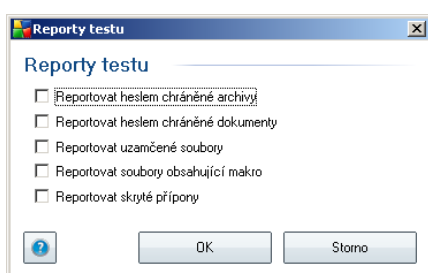 Reporty testu
Reporty testu
Reportovat heslem chráněné archivy
Reportovat heslem chráněné dokumenty
Reportovat uzamčené soubory
Reportovat soubory obsahující makro
Reportovat skryté přípony
OK Storno